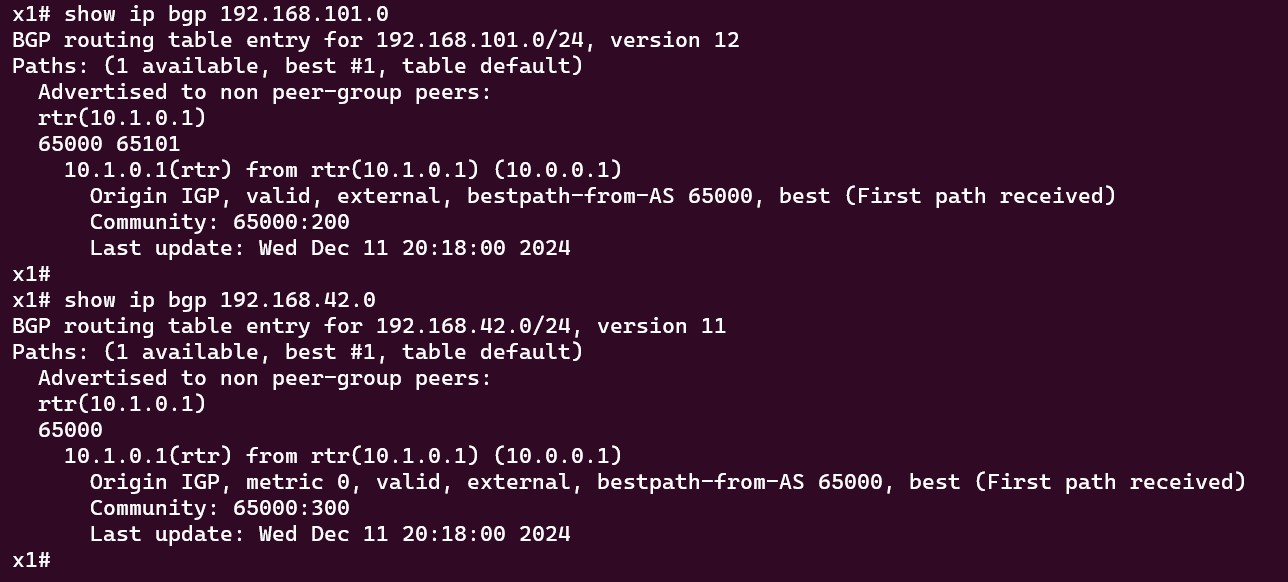 x1# show ip bgp 192.168.101.0
BGP routing table entry for 192.168.101.0/24, version 12
Paths: (1 available, best #1, table default)
  Advertised to non peer-group peers:
  rtr(10.1.0.1)
  65000 65101
    10.1.0.1(rtr) from rtr(10.1.0.1) (10.0.0.1)
      Origin IGP, valid, external, bestpath-from-AS 65000, best (First path received)
      Community: 65000:200
      Last update: Wed Dec 11 20:18:00 2024
x1#
x1# show ip bgp 192.168.42.0
BGP routing table entry for 192.168.42.0/24, version 11
Paths: (1 available, best #1, table default)
  Advertised to non peer-group peers:
  rtr(10.1.0.1)
  65000
    10.1.0.1(rtr) from rtr(10.1.0.1) (10.0.0.1)
      Origin IGP, metric 0, valid, external, bestpath-from-AS 65000, best (First path received)
      Community: 65000:300
      Last update: Wed Dec 11 20:18:00 2024
x1#